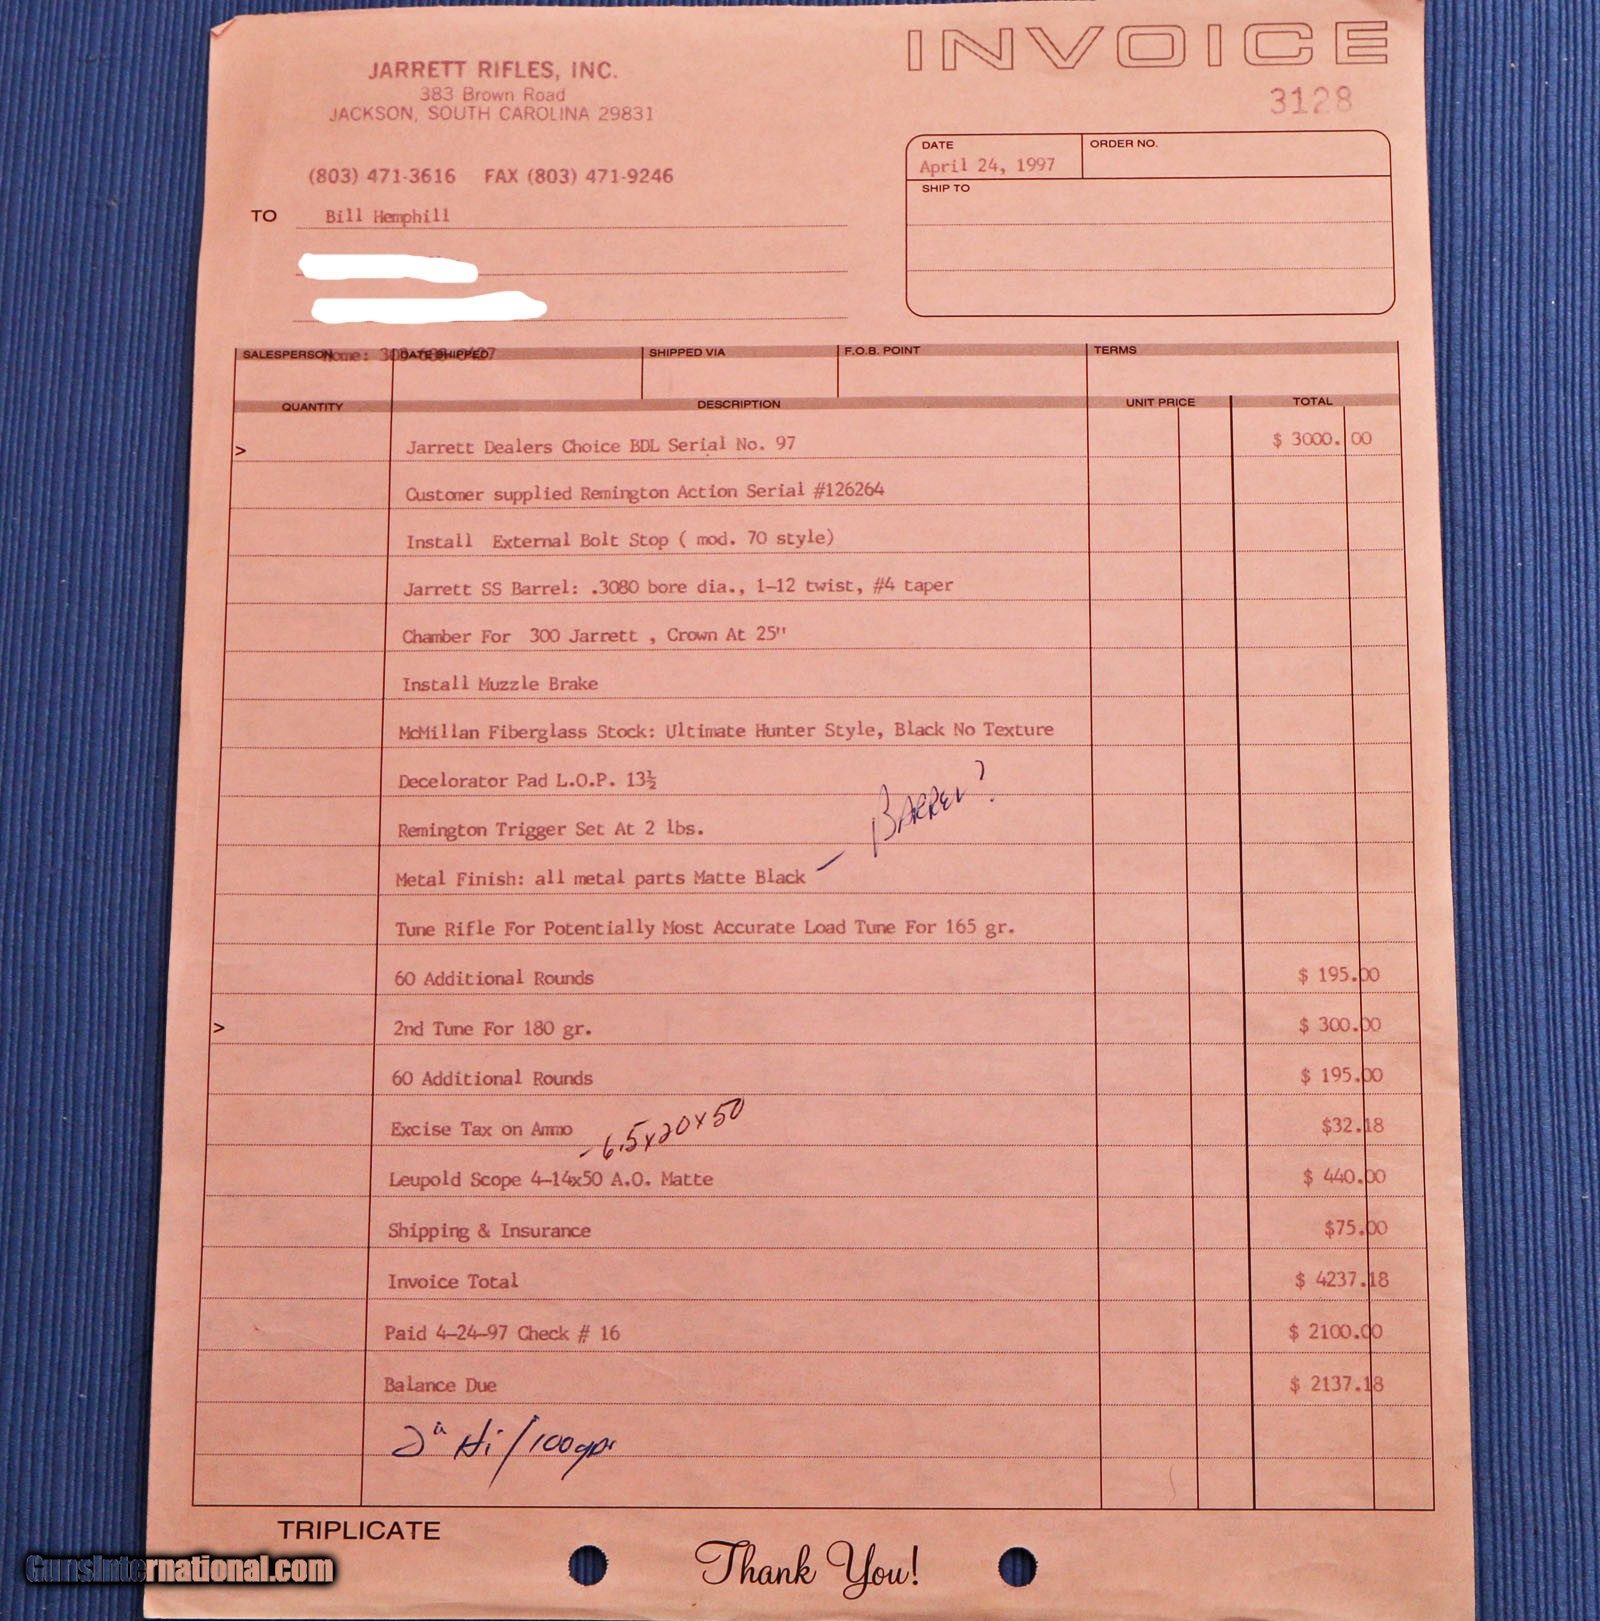 INVOICE
JARRETT RIFLES, INC.
383 Brown Road
JACKSON, SOUTH CAROLINA 29831
3128
(803) 471-3616 FAX (803) 471-9246
DATE
April 24, 1997
ORDER NO.
SHIP TO
TO Bill Hemphill
SALESPERSON Home: DATE SHIPPED SHIPPED VIA F.O.B. POINT TERMS
QUANTITY DESCRIPTION UNIT PRICE TOTAL
> Jarrett Dealers Choice BDL Serial No. 97 $ 3000.00
Customer supplied Remington Action Serial #126264
Install External Bolt Stop ( mod. 70 style)
Jarrett SS Barrel: .3080 bore dia., 1-12 twist, #4 taper
Chamber For 300 Jarrett , Crown At 25"
Install Muzzle Brake
McMillan Fiberglass Stock: Ultimate Hunter Style, Black No Texture
Decelorator Pad L.O.P. 13½
BARREL?
Remington Trigger Set At 2 lbs.
Metal Finish: all metal parts Matte Black –
Tune Rifle For Potentially Most Accurate Load Tune For 165 gr.
60 Additional Rounds $ 195.00
> 2nd Tune For 180 gr. $ 300.00
60 Additional Rounds $ 195.00
Excise Tax on Ammo $32.18
- 6.5x20x50
Leupold Scope 4-14x50 A.O. Matte $ 440.00
Shipping & Insurance $75.00
Invoice Total $ 4237.18
Paid 4-24-97 Check # 16 $ 2100.00
Balance Due $ 2137.18
2" Hi/100
TRIPLICATE
Thank You!
GunsInternational.com